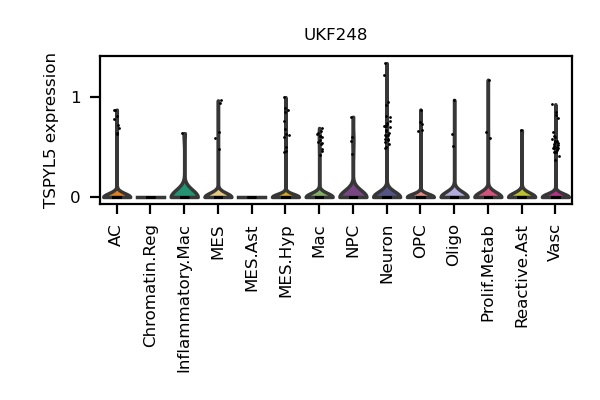 UKF248
TSPYL5 expression
1
0
AC
Chromatin.Reg
Inflammatory.Mac
MES
MES.Ast
MES.Hyp
Mac
NPC
Neuron
OPC
Oligo
Prolif.Metab
Reactive.Ast
Vasc